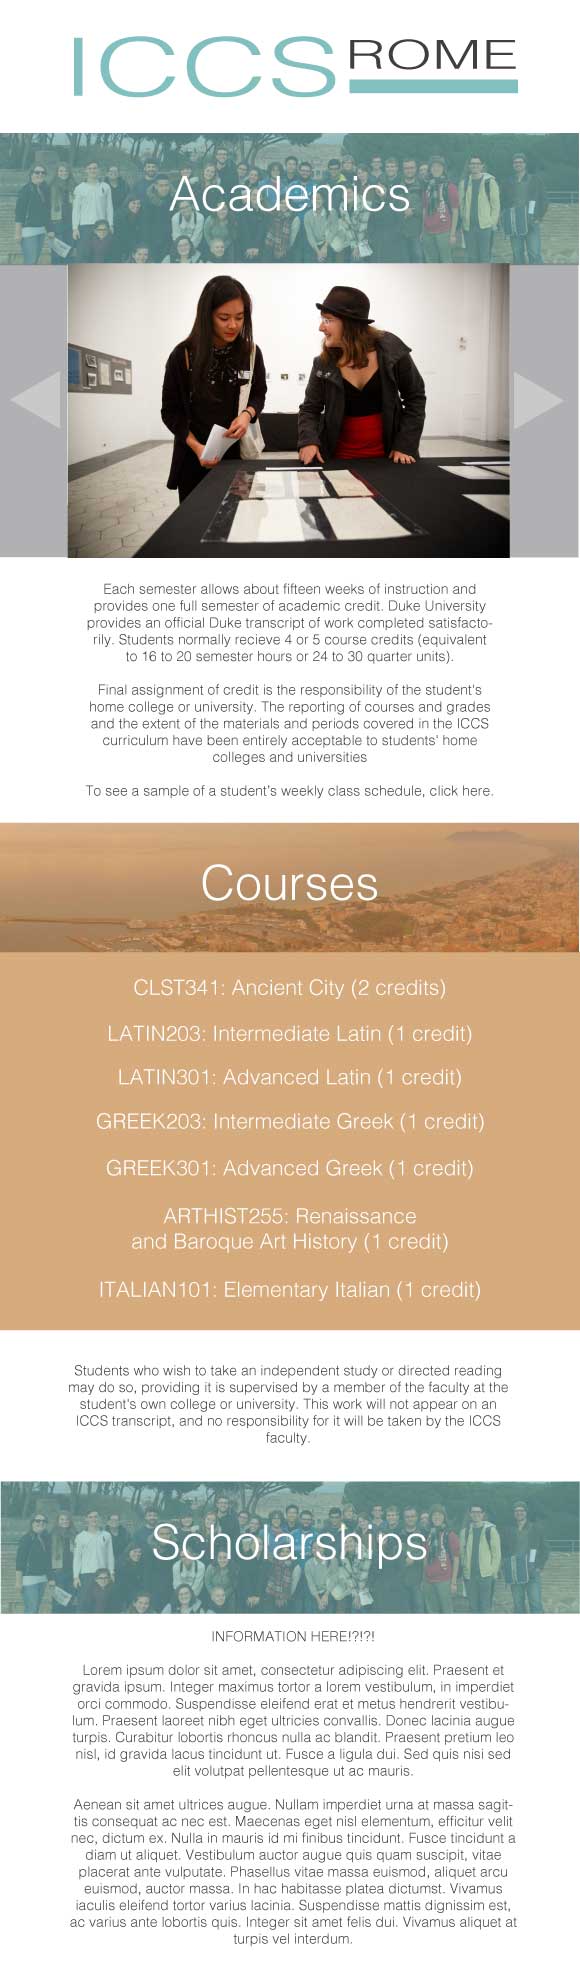 ICCS ROME
Academics
Each semester allows about fifteen weeks of instruction and
provides one full semester of academic credit. Duke University
provides an official Duke transcript of work completed satisfacto-
rily. Students normally recieve 4 or 5 course credits (equivalent
to 16 to 20 semester hours or 24 to 30 quarter units).
Final assignment of credit is the responsibility of the student's
home college or university. The reporting of courses and grades
and the extent of the materials and periods covered in the ICCS
curriculum have been entirely acceptable to students' home
colleges and universities
To see a sample of a student's weekly class schedule, click here.
Courses
CLST341: Ancient City (2 credits)
LATIN203: Intermediate Latin (1 credit)
LATIN301: Advanced Latin (1 credit)
GREEK203: Intermediate Greek (1 credit)
GREEK301: Advanced Greek (1 credit)
ARTHIST255: Renaissance
and Baroque Art History (1 credit)
ITALIAN101: Elementary Italian (1 credit)
Students who wish to take an independent study or directed reading
may do so, providing it is supervised by a member of the faculty at the
student's own college or university. This work will not appear on an
ICCS transcript, and no responsibility for it will be taken by the ICCS
faculty.
Scholarships
INFORMATION HERE!?!?!
Lorem ipsum dolor sit amet, consectetur adipiscing elit. Praesent et
gravida ipsum. Integer maximus tortor a lorem vestibulum, in imperdiet
orci commodo. Suspendisse eleifend erat et metus hendrerit vestibu-
lum. Praesent laoreet nibh eget ultricies convallis. Donec lacinia augue
turpis. Curabitur lobortis rhoncus nulla ac blandit. Praesent pretium leo
nisl, id gravida lacus tincidunt ut. Fusce a ligula dui. Sed quis nisi sed
elit volutpat pellentesque ut ac mauris.
Aenean sit amet ultrices augue. Nullam imperdiet urna at massa sagit-
tis consequat ac nec est. Maecenas eget nisl elementum, efficitur velit
nec, dictum ex. Nulla in mauris id mi finibus tincidunt. Fusce tincidunt a
diam ut aliquet. Vestibulum auctor augue quis quam suscipit, vitae
placerat ante vulputate. Phasellus vitae massa euismod, aliquet arcu
euismod, auctor massa. In hac habitasse platea dictumst. Vivamus
iaculis eleifend tortor varius lacinia. Suspendisse mattis dignissim est,
ac varius ante lobortis quis. Integer sit amet felis dui. Vivamus aliquet at
turpis vel interdum.